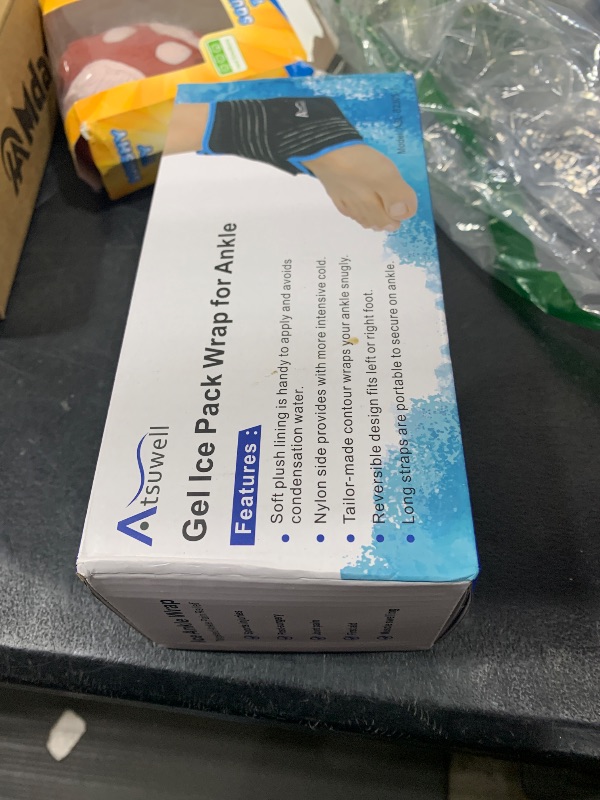 Atsuwell
Gel Ice Pack Wrap for Ankle
Features :
• Soft plush lining is handy to apply and avoids
condensation water.
• Nylon side provides with more intensive cold.
• Tailor-made contour wraps your ankle snugly.
• Reversible design fits left or right foot.
• Long straps are portable to secure on ankle.
Ankle Wrap